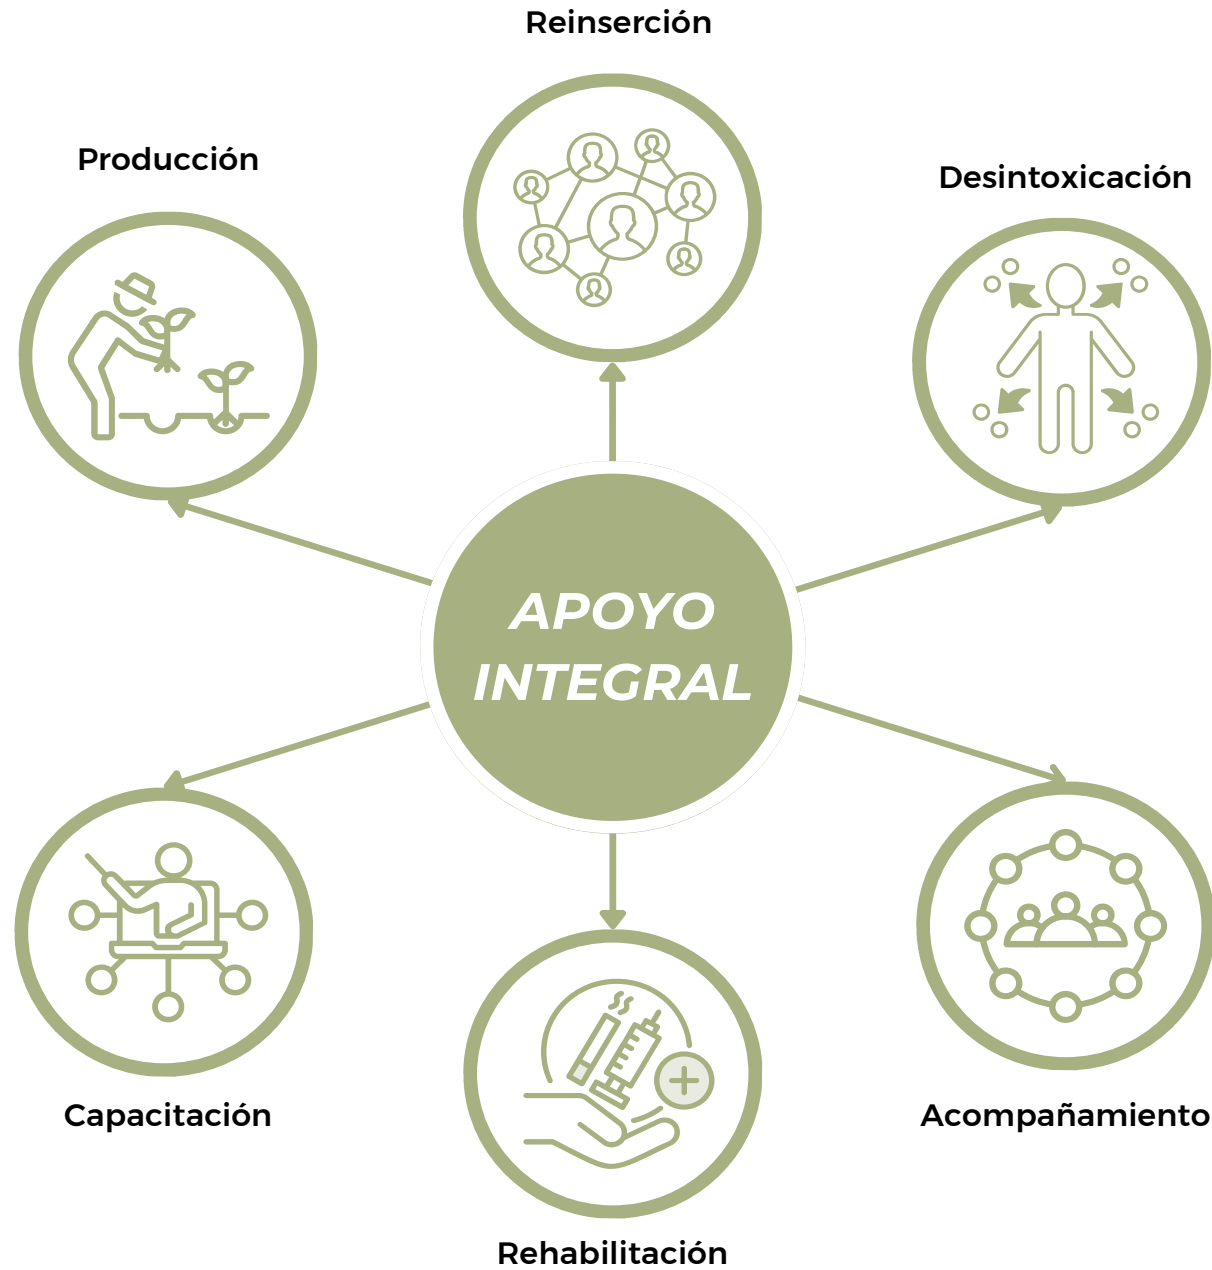 Reinserción
Producción
Desintoxicación
APOYO
INTEGRAL
Capacitación
Acompañamiento
Rehabilitación